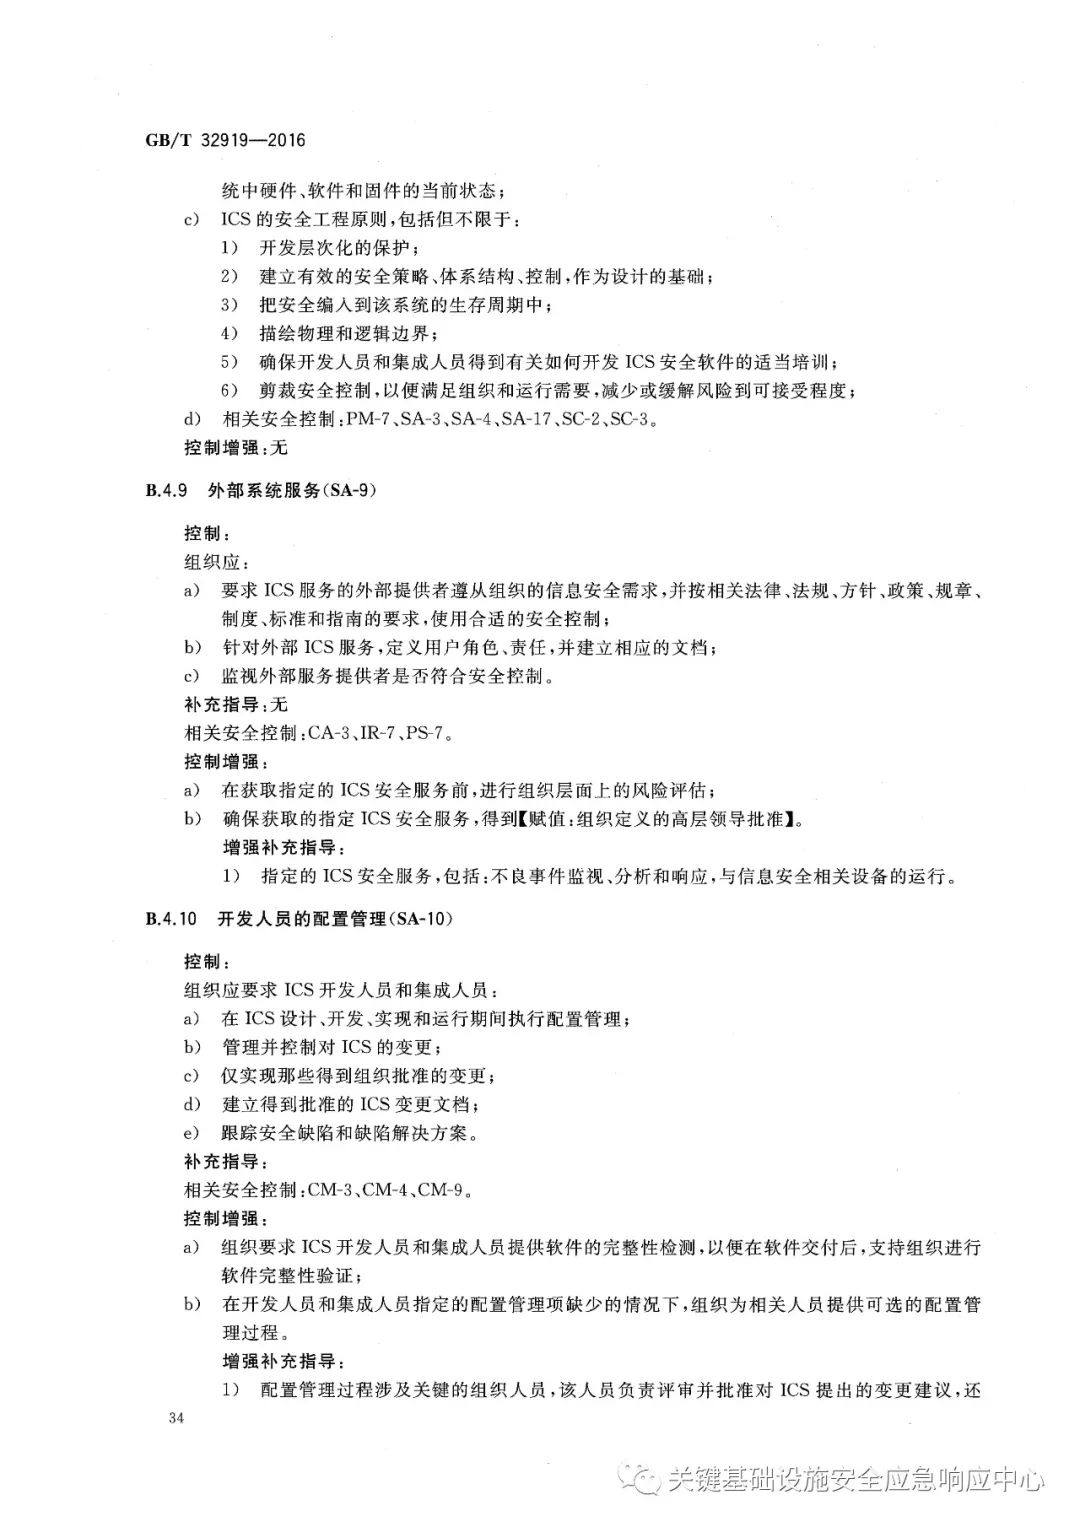 GB/T 32919—2016
统中硬件、软件和固件的当前状态；
c） ICS 的安全工程原则，包括但不限于：
1） 开发层次化的保护；
2） 建立有效的安全策略、体系结构、控制，作为设计的基础；
3） 把安全编入到该系统的生存周期中；
4） 描绘物理和逻辑边界；
5） 确保开发人员和集成人员得到有关如何开发 ICS 安全软件的适当培训；
6） 剪裁安全控制，以便满足组织和运行需要，减少或缓解风险到可接受程度；
d） 相关安全控制：PM-7、SA-3、SA-4、SA-17、SC-2、SC-3。
控制增强：无
B.4.9 外部系统服务（SA-9）
控制：
组织应：
a） 要求 ICS 服务的外部提供者遵从组织的信息安全需求，并按相关法律、法规、方针、政策、规章、
制度、标准和指南的要求，使用合适的安全控制；
b） 针对外部 ICS 服务，定义用户角色、责任，并建立相应的文档；
c） 监视外部服务提供者是否符合安全控制。
补充指导：无
相关安全控制：CA-3、IR-7、PS-7。
控制增强：
a） 在获取指定的 ICS 安全服务前，进行组织层面上的风险评估；
b） 确保获取的指定 ICS 安全服务，得到【赋值：组织定义的高层领导批准】。
增强补充指导：
1） 指定的 ICS 安全服务，包括：不良事件监视、分析和响应，与信息安全相关设备的运行。
B.4.10 开发人员的配置管理（SA-10）
控制：
组织应要求 ICS 开发人员和集成人员：
a） 在 ICS 设计、开发、实现和运行期间执行配置管理；
b） 管理并控制对 ICS 的变更；
c） 仅实现那些得到组织批准的变更；
d） 建立得到批准的 ICS 变更文档；
e） 跟踪安全缺陷和缺陷解决方案。
补充指导：
相关安全控制：CM-3、CM-4、CM-9。
控制增强：
a） 组织要求 ICS 开发人员和集成人员提供软件的完整性检测，以便在软件交付后，支持组织进行
软件完整性验证；
b） 在开发人员和集成人员指定的配置管理项缺少的情况下，组织为相关人员提供可选的配置管
理过程。
增强补充指导：
1） 配置管理过程涉及关键的组织人员，该人员负责评审并批准对 ICS 提出的变更建议，还
34
关键基础设施安全应急响应中心